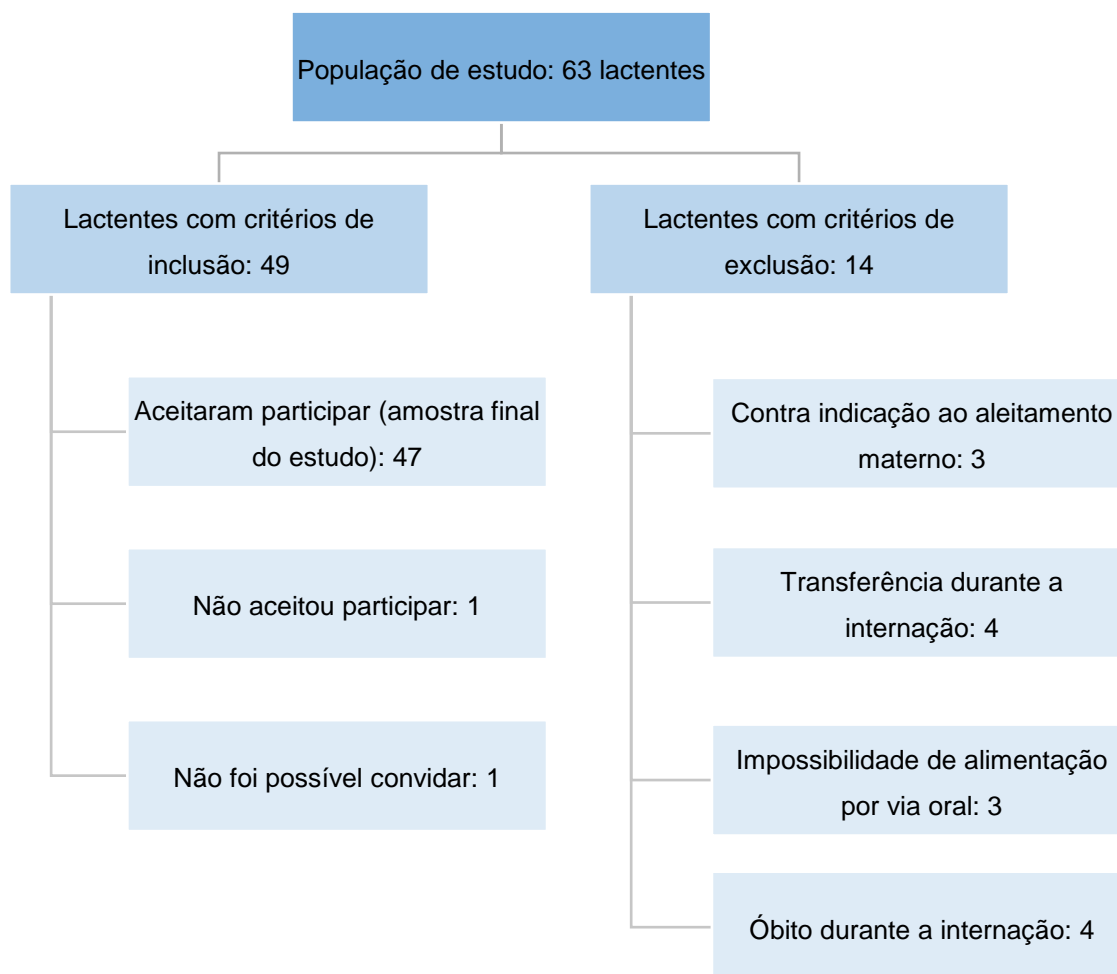 População de estudo: 63 lactentes
Lactentes com critérios de
inclusão: 49
Aceitaram participar (amostra final
do estudo): 47
Não aceitou participar: 1
Não foi possível convidar: 1
Lactentes com critérios de
exclusão: 14
Contra indicação ao aleitamento
materno: 3
Transferência durante a
internação: 4
Impossibilidade de alimentação
por via oral: 3
Óbito durante a internação: 4